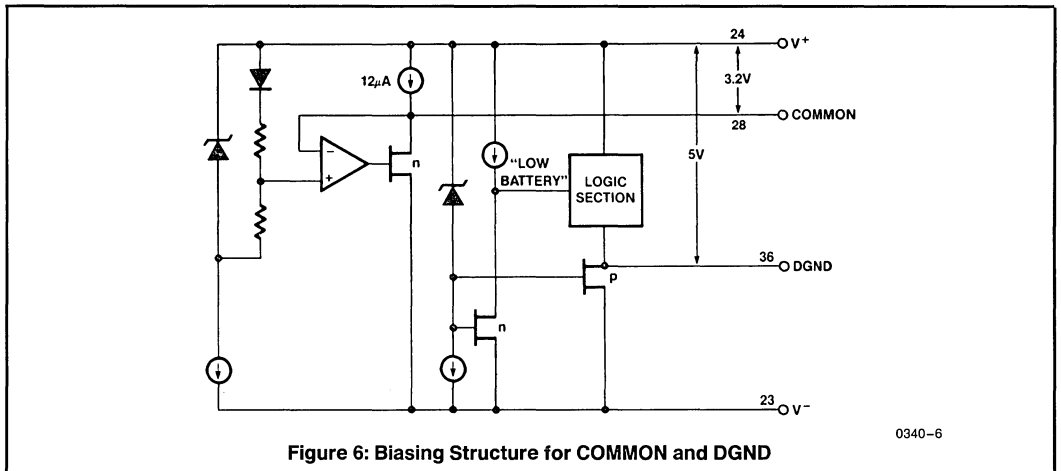 24
V+
12μA
3.2V
COMMON
28
−
+
n
5V
"LOW
BATTERY"
LOGIC
SECTION
36
DGND
p
n
23
V−
0340–6
Figure 6: Biasing Structure for COMMON and DGND